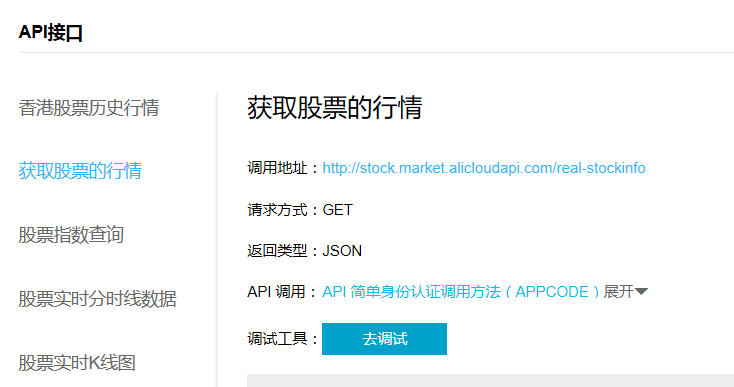 API接口
香港股票历史行情
获取股票的行情
股票指数查询
股票实时分时线数据
股票实时K线图
获取股票的行情
调用地址：http://stock.market.alicloudapi.com/real-stockinfo
请求方式：GET
返回类型：JSON
API 调用：API 简单身份认证调用方法（APPCODE）展开
调试工具：去调试